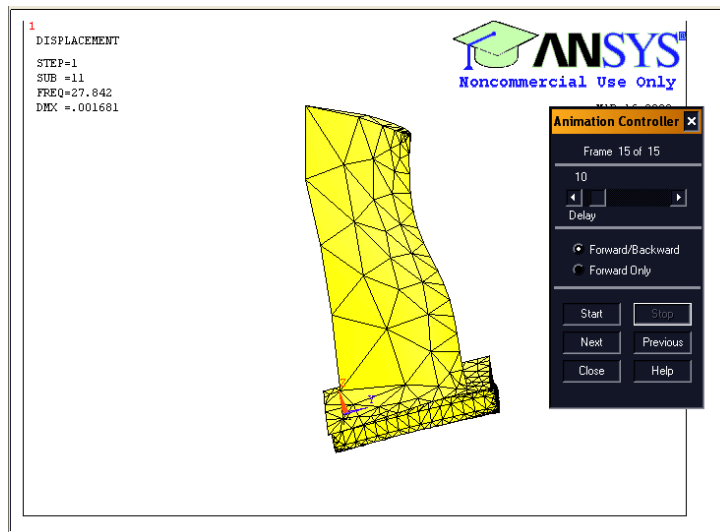 1
DISPLACEMENT
STEP=1
SUB =11
FREQ=27.842
DMX =.001681
ANSYS
Noncommercial Use Only
Animation Controller
Frame 15 of 15
10
Delay
Forward/Backward
Forward Only
Start Stop
Next Previous
Close Help
Y